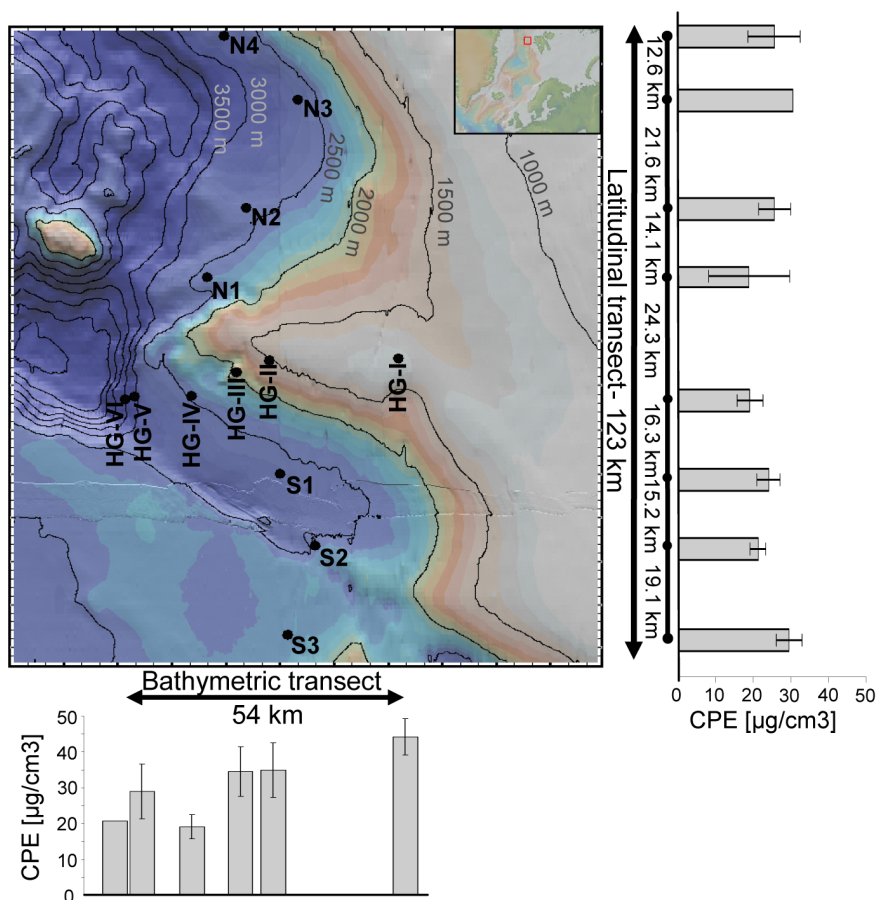 N4
3000 m
3500 m
N3
2500 m
2000 m
1500 m
1000 m
N2
N1
HG-VI
HG-V
HG-IV
HG-III
HG-II
HG-I
S1
S2
S3
Latitudinal transect- 123 km
12.6 km
21.6 km
14.1 km
24.3 km
16.3 km
15.2 km
19.1 km
0 10 20 30 40 50
CPE [µg/cm3]
Bathymetric transect
54 km
CPE [µg/cm3]
50
40
30
20
10
0